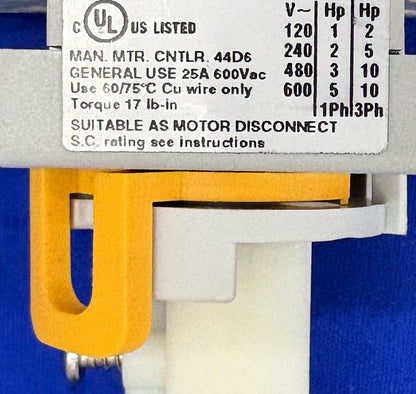 C UL US LISTED
MAN. MTR. CNTLR. 44D6
GENERAL USE 25A 600Vac
Use 60/75°C Cu wire only
Torque 17 lb-in
SUITABLE AS MOTOR DISCONNECT
S.C. rating see instructions
V~ Hp Hp
120 1 2
240 2 5
480 3 10
600 5 10
1Ph 3Ph